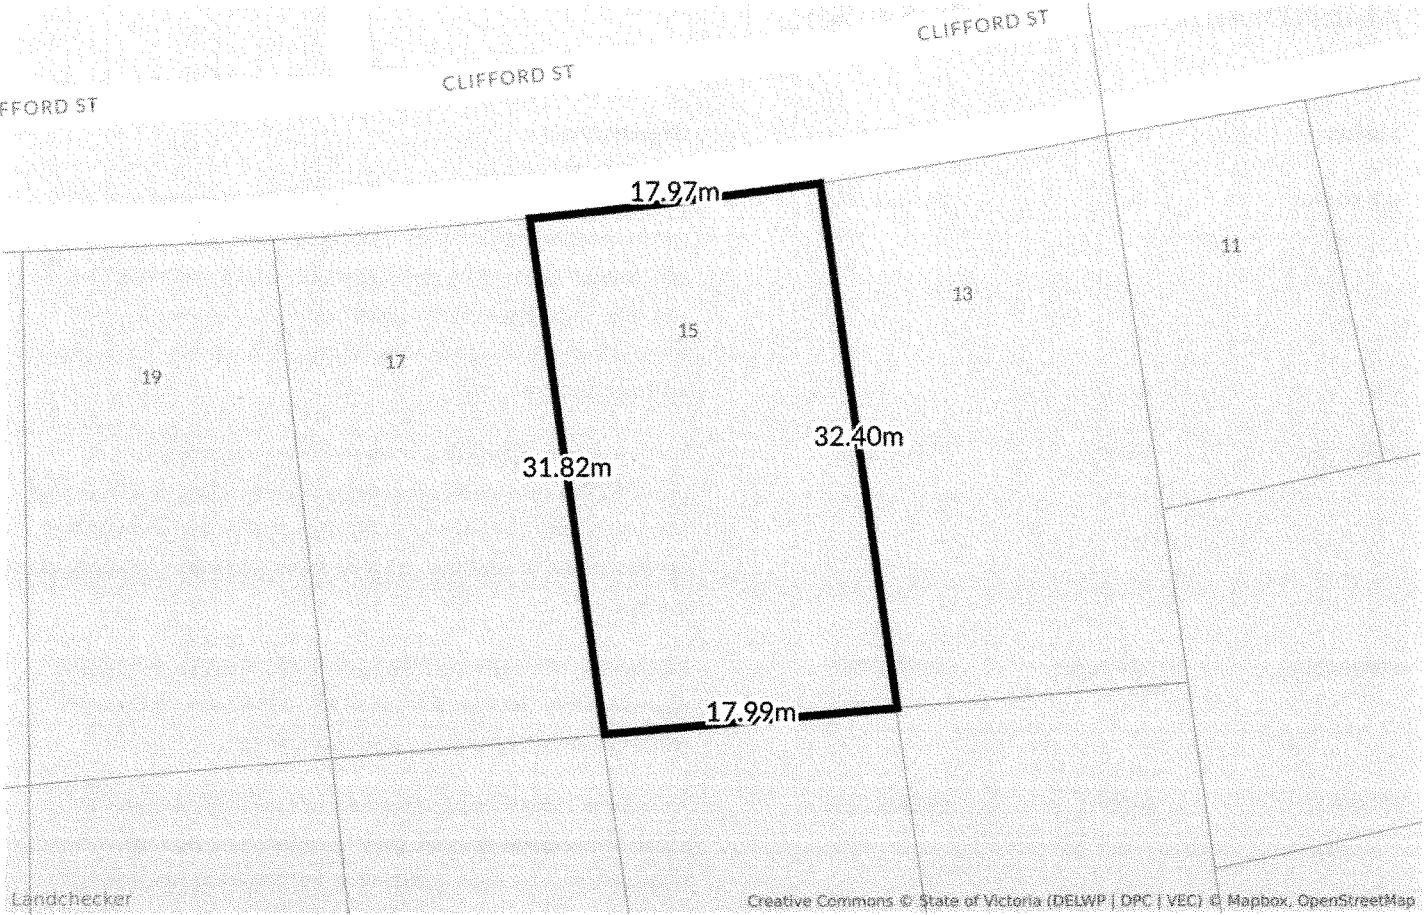 CLIFFORD ST
CLIFFORD ST
FFORD ST
17.97m
11
13
15
17
19
32.40m
31.82m
17.99m
Landchecker
Creative Commons © State of Victoria (DELWP | DPC | VEC) © Mapbox, OpenStreetMap